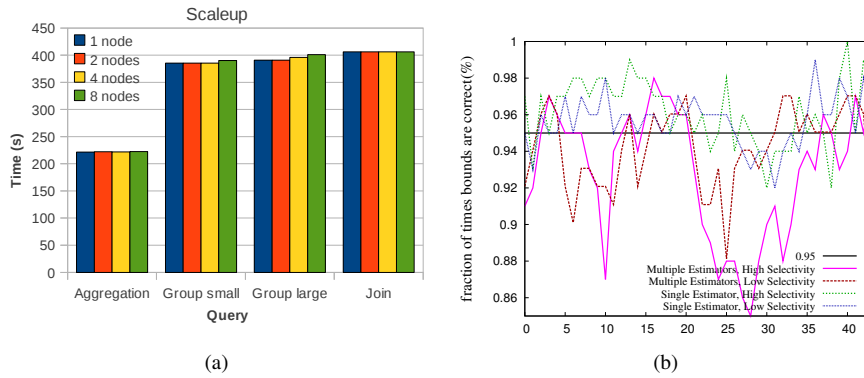 Scaleup
450
400
350
300
250
200
150
100
50
0
Time (s)
1 node
2 nodes
4 nodes
8 nodes
Aggregation Group small Group large Join
Query
(a)
fraction of times bounds are correct(%)
1
0.98
0.96
0.94
0.92
0.9
0.88
0.86
0.95
Multiple Estimators, High Selectivity
Multiple Estimators, Low Selectivity
Single Estimator, High Selectivity
Single Estimator, Low Selectivity
0 5 10 15 20 25 30 35 40
(b)